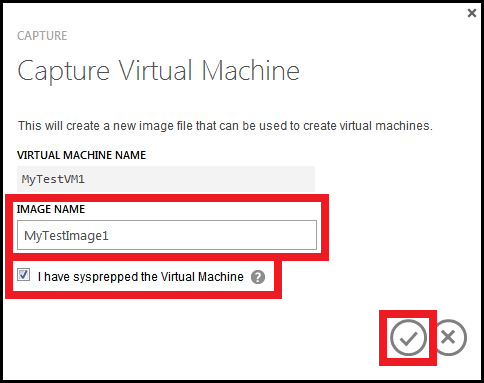 CAPTURE
Capture Virtual Machine
This will create a new image file that can be used to create virtual machines.
VIRTUAL MACHINE NAME
MyTestVM1
IMAGE NAME
MyTestImage1
I have sysprepped the Virtual Machine ?